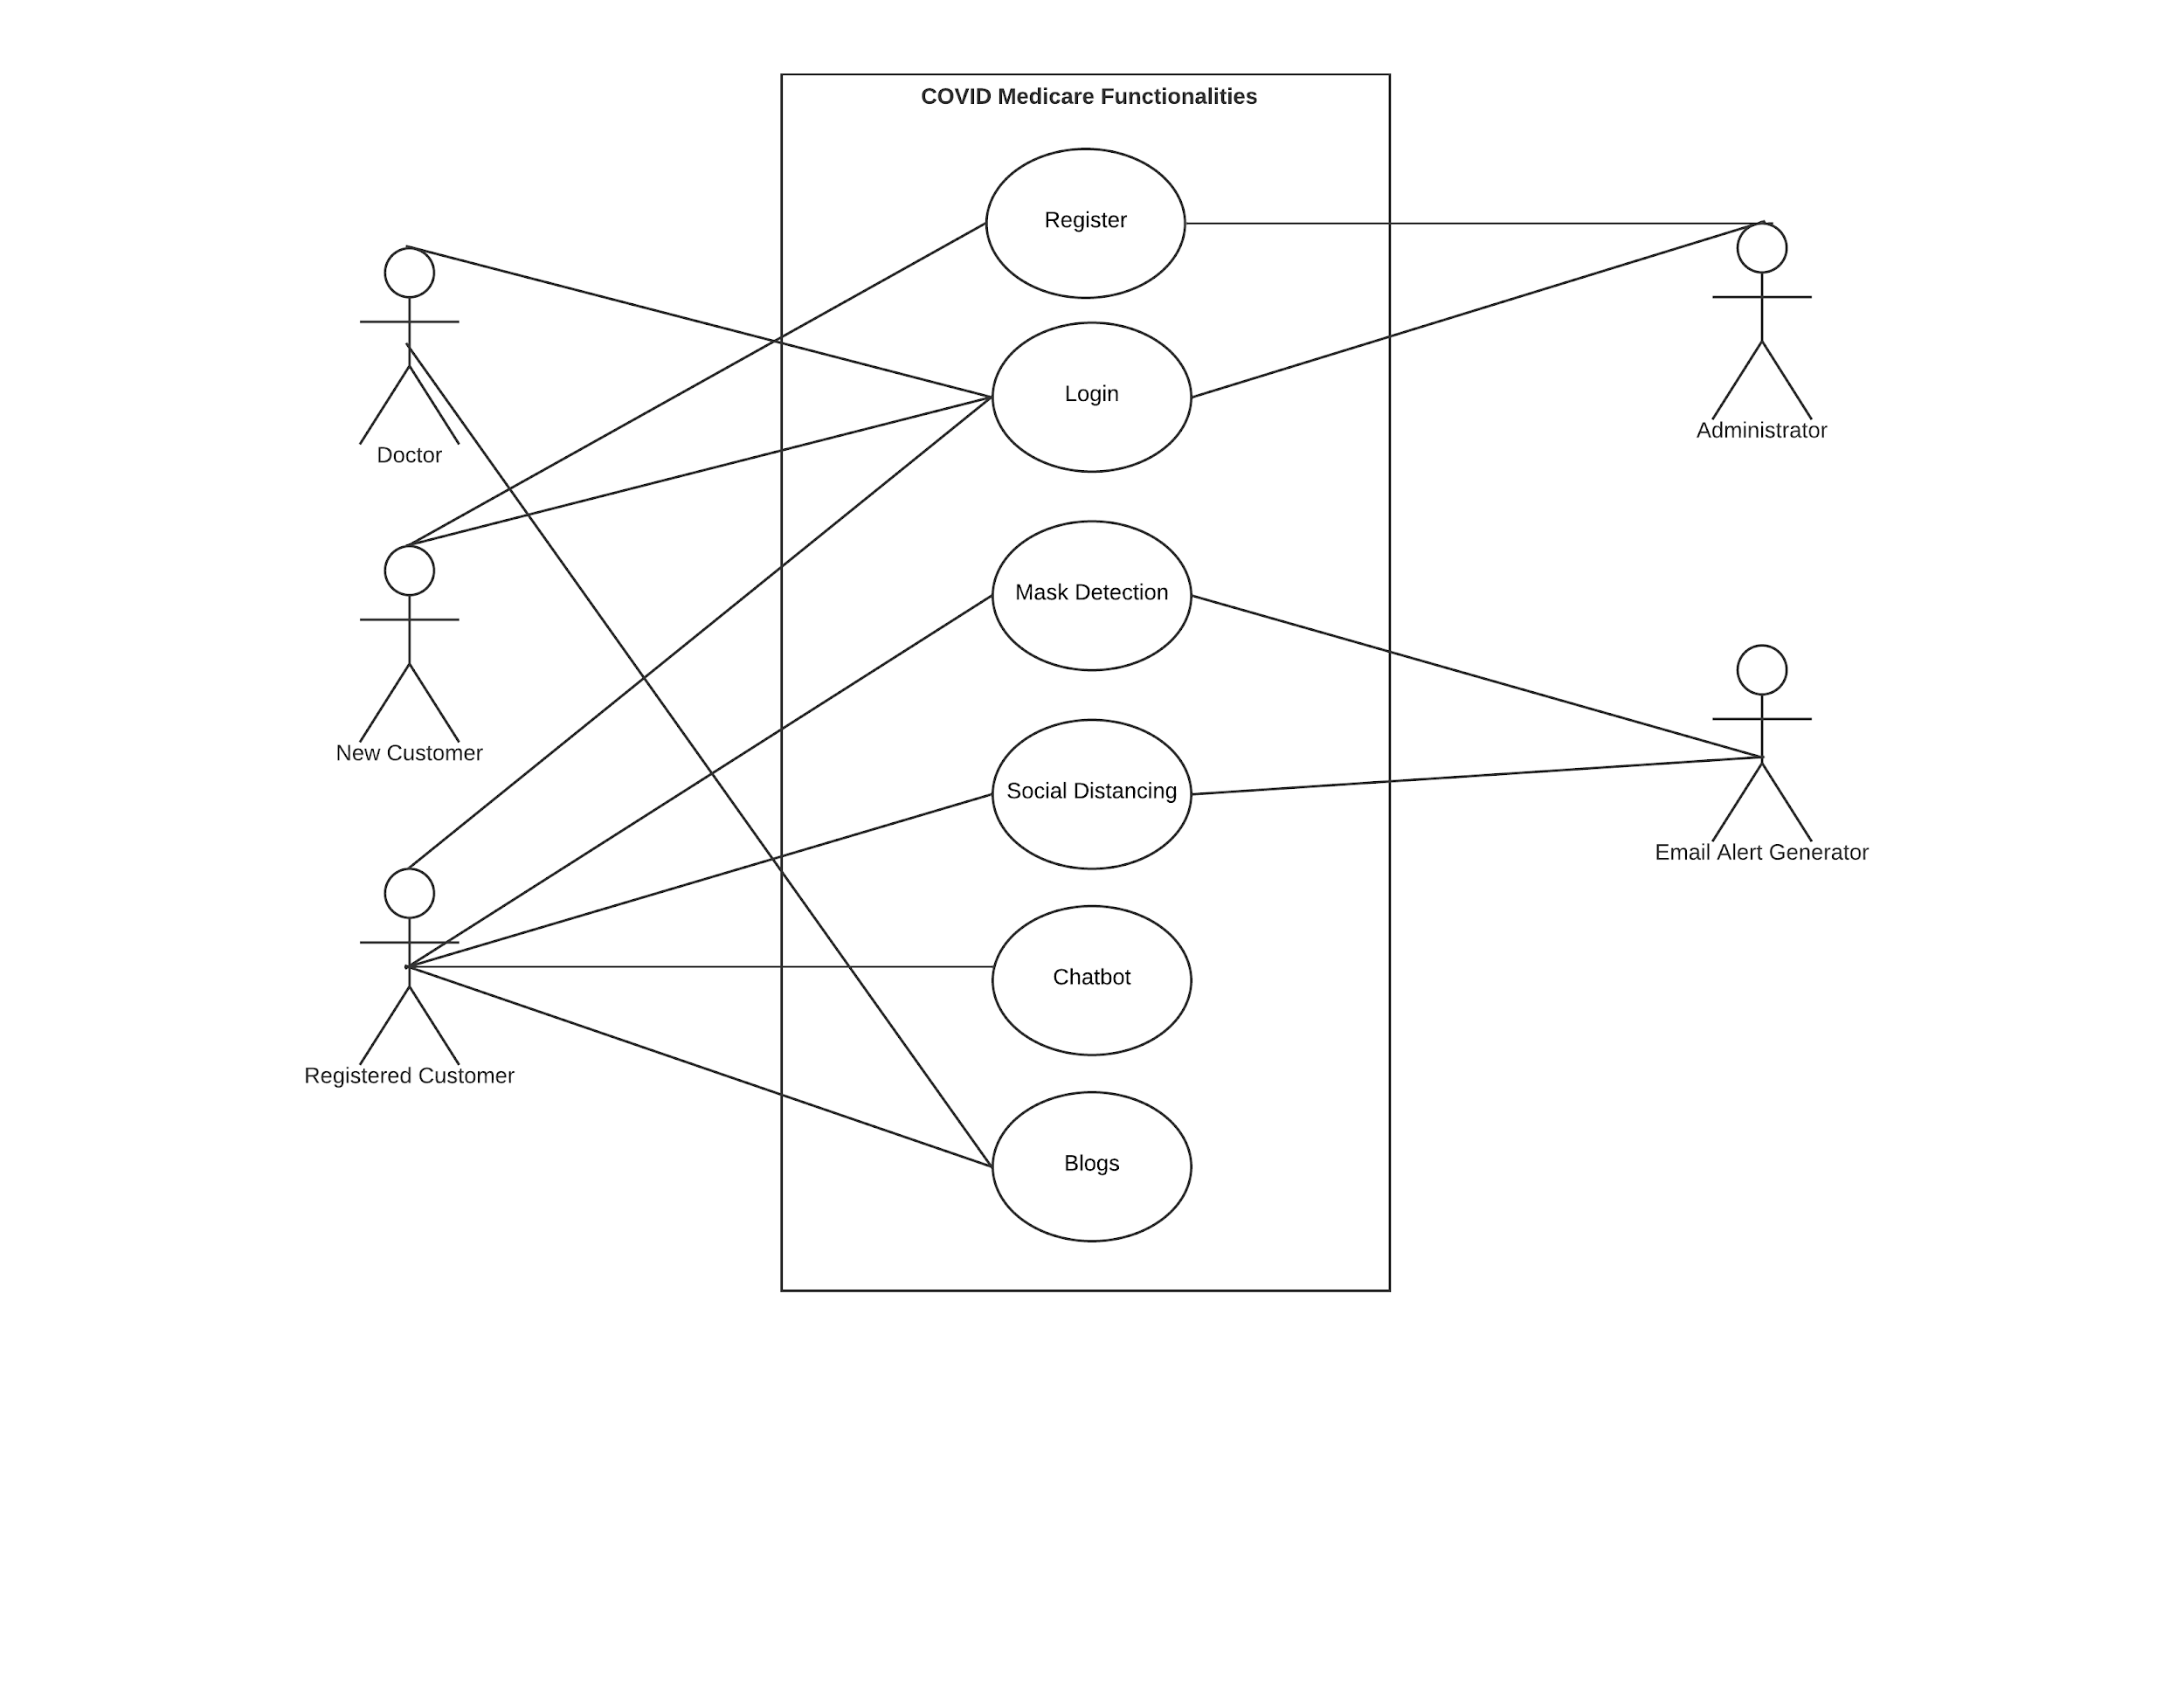 COVID Medicare Functionalities
Register
Login
Mask Detection
Social Distancing
Chatbot
Blogs
Doctor
New Customer
Registered Customer
Administrator
Email Alert Generator